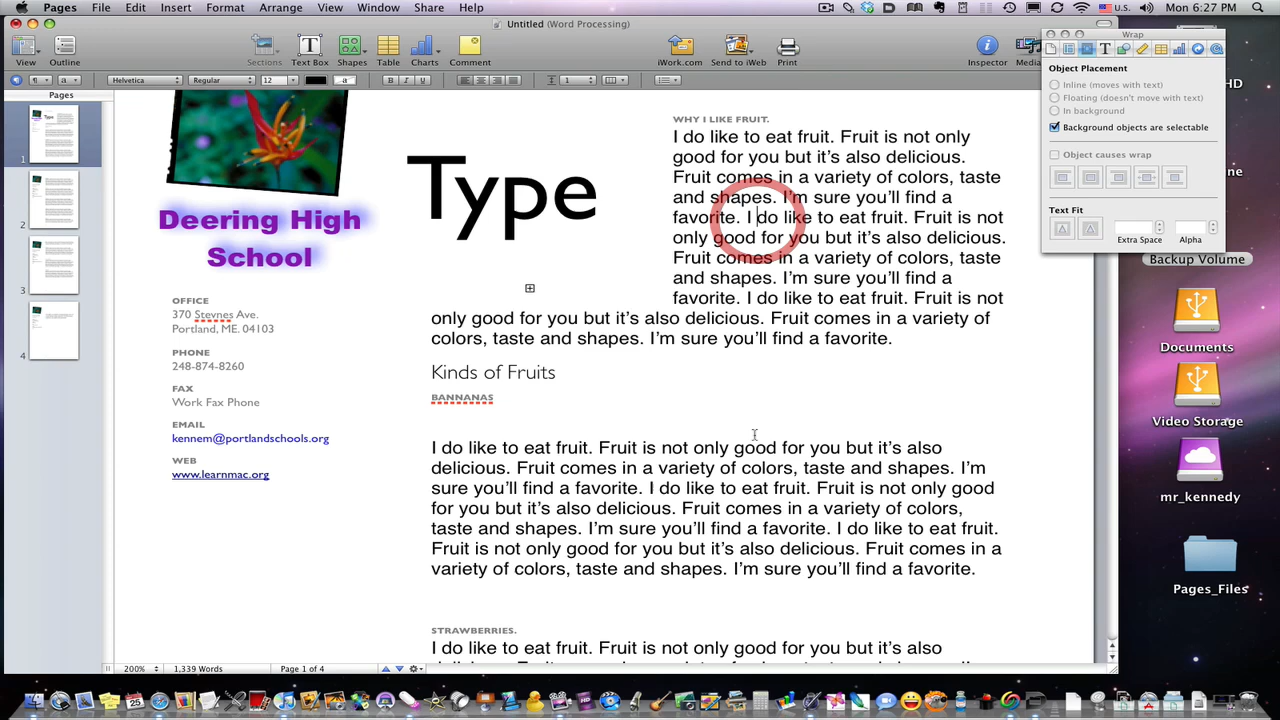 Pages File Edit Insert Format Arrange View Window Share Help U.S. Mon 6:27 PM
Untitled (Word Processing)
View Outline Sections Text Box Shapes Table Charts Comment iWork.com Send to iWeb Print Inspector Media
Helvetica Regular 12 B I U 1
Pages
1
2
3
4
Deering High
School
OFFICE
370 Stevnes Ave.
Portland, ME. 04103
PHONE
248-874-8260
FAX
Work Fax Phone
EMAIL
kennem@portlandschools.org
WEB
www.learnmac.org
Type
WHY I LIKE FRUIT.
I do like to eat fruit. Fruit is not only
good for you but it's also delicious.
Fruit comes in a variety of colors, taste
and shapes. I'm sure you'll find a
favorite. I do like to eat fruit. Fruit is not
only good for you but it's also delicious.
Fruit comes in a variety of colors, taste
and shapes. I'm sure you'll find a
favorite. I do like to eat fruit. Fruit is not
only good for you but it's also delicious. Fruit comes in a variety of
colors, taste and shapes. I'm sure you'll find a favorite.
Kinds of Fruits
BANNANAS
I do like to eat fruit. Fruit is not only good for you but it's also
delicious. Fruit comes in a variety of colors, taste and shapes. I'm
sure you'll find a favorite. I do like to eat fruit. Fruit is not only good
for you but it's also delicious. Fruit comes in a variety of colors,
taste and shapes. I'm sure you'll find a favorite. I do like to eat fruit.
Fruit is not only good for you but it's also delicious. Fruit comes in a
variety of colors, taste and shapes. I'm sure you'll find a favorite.
STRAWBERRIES.
I do like to eat fruit. Fruit is not only good for you but it's also
200% 1,339 Words Page 1 of 4
Wrap
Object Placement
Inline (moves with text)
Floating (doesn't move with text)
In background
Background objects are selectable
Object causes wrap
Text Fit
Extra Space Alpha
HD
Backup Volume
Documents
Video Storage
mr_kennedy
Pages_Files